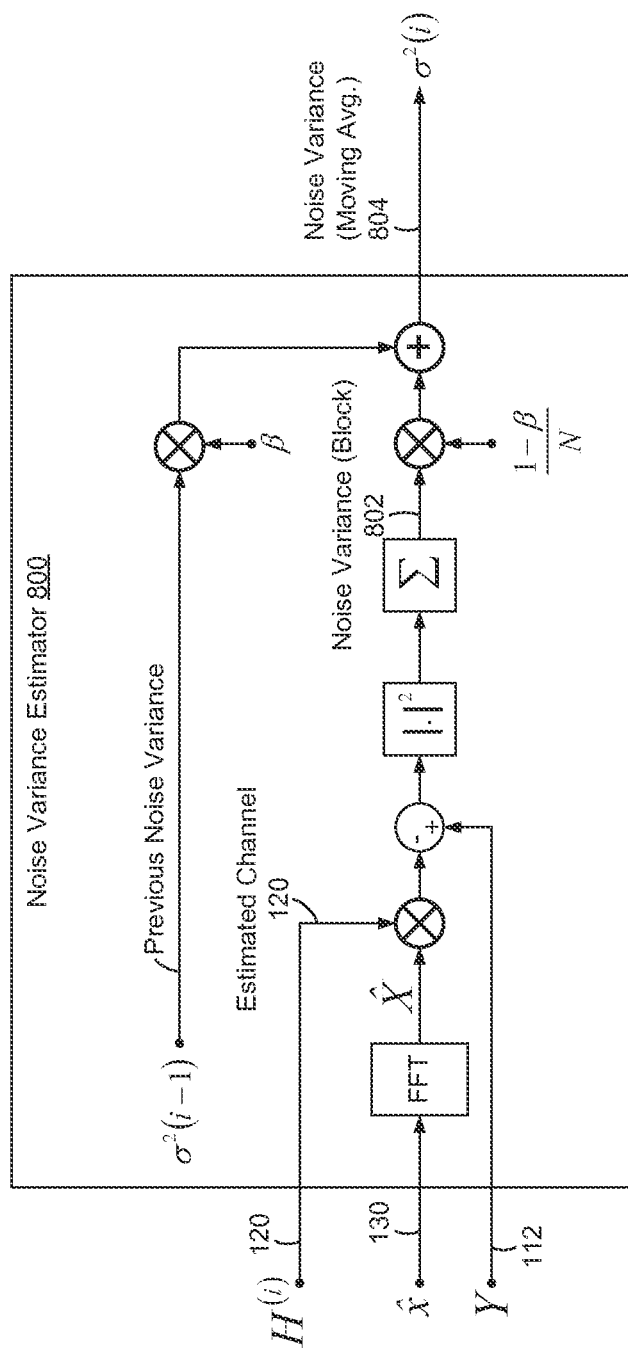 Noise Variance Estimator 800
σ²(i−1)
Previous Noise Variance
β
H⁽ⁱ⁾
120
Estimated Channel
120
x̂
130
FFT
X̂
-
+
|·|²
Σ
Noise Variance (Block)
802
1−β
N
+
Noise Variance
(Moving Avg.)
804
σ²(i)
Y
112